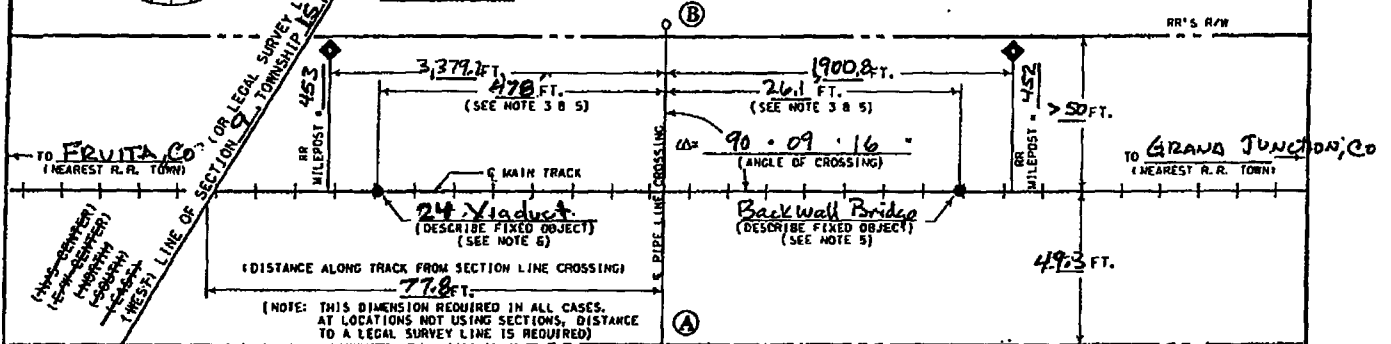 B
RR'S R/W
(OR LEGAL SURVEY L
LINE OF SECTION 9, TOWNSHIP 1S.
3,379.2 FT.
1,900.8 FT.
478' FT.
(SEE NOTE 3 & 5)
26.1' FT.
(SEE NOTE 3 & 5)
RR
MILEPOST = 453
RR
MILEPOST = 452
> 50 FT.
TO FRUITA, CO
(NEAREST R.R. TOWN)
90 · 09 · 16 "
(ANGLE OF CROSSING)
TO GRAND JUNCTION, CO
(NEAREST R.R. TOWN)
℄ MAIN TRACK
℄ PIPE LINE CROSSING
24 · Viaduct
(DESCRIBE FIXED OBJECT)
(SEE NOTE 6)
Backwall Bridge
(DESCRIBE FIXED OBJECT)
(SEE NOTE 5)
(N/S CENTER)
(E/W CENTER)
(NORTH)
(SOUTH)
(EAST)
(WEST)
(DISTANCE ALONG TRACK FROM SECTION LINE CROSSING)
77.8 FT.
49.3 FT.
(NOTE: THIS DIMENSION REQUIRED IN ALL CASES,
AT LOCATIONS NOT USING SECTIONS, DISTANCE
TO A LEGAL SURVEY LINE IS REQUIRED)
A